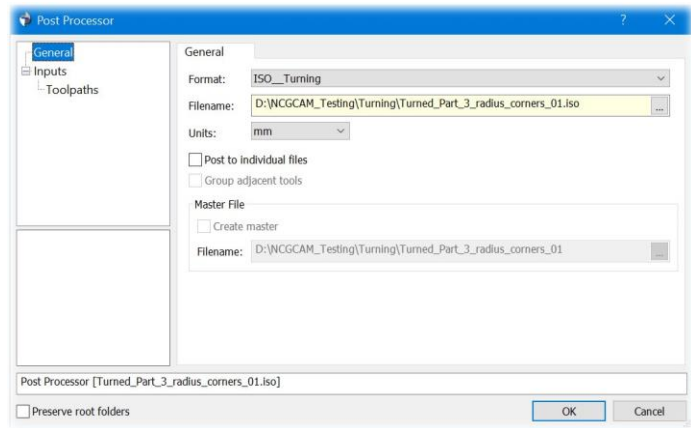 Post Processor
General
Inputs
Toolpaths
General
Format: ISO__Turning
Filename: D:\NCGCAM_Testing\Turning\Turned_Part_3_radius_corners_01.iso ...
Units: mm
Post to individual files
Group adjacent tools
Master File
Create master
Filename: D:\NCGCAM_Testing\Turning\Turned_Part_3_radius_corners_01 ...
Post Processor [Turned_Part_3_radius_corners_01.iso]
Preserve root folders
OK Cancel